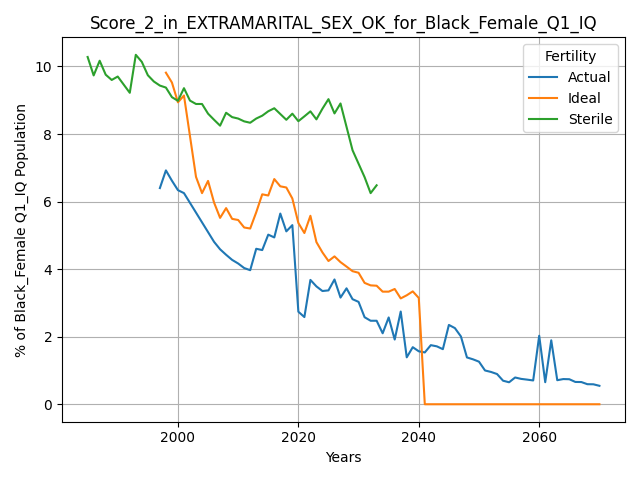 Score_2_in_EXTRAMARITAL_SEX_OK_for_Black_Female_Q1_IQ
Fertility
Actual
Ideal
Sterile
% of Black_Female Q1_IQ Population
10
8
6
4
2
0
2000
2020
2040
2060
Years